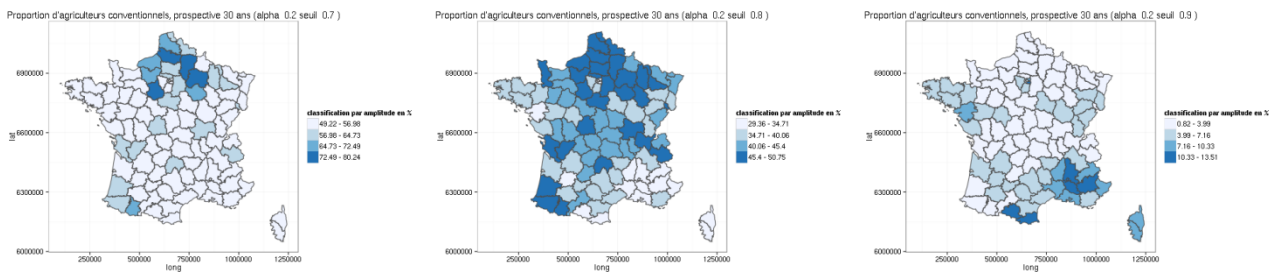 Proportion d'agriculteurs conventionnels, prospective 30 ans (alpha 0.2 seuil 0.7 )
6900000
6600000
6300000
6000000
lat
250000 500000 750000 1000000 1250000
long
classification par amplitude en %
49.22 - 56.98
56.98 - 64.73
64.73 - 72.49
72.49 - 80.24
Proportion d'agriculteurs conventionnels, prospective 30 ans (alpha 0.2 seuil 0.8 )
6900000
6600000
6300000
6000000
lat
250000 500000 750000 1000000 1250000
long
classification par amplitude en %
29.36 - 34.71
34.71 - 40.06
40.06 - 45.4
45.4 - 50.75
Proportion d'agriculteurs conventionnels, prospective 30 ans (alpha 0.2 seuil 0.9 )
6900000
6600000
6300000
6000000
lat
250000 500000 750000 1000000 1250000
long
classification par amplitude en %
0.82 - 3.99
3.99 - 7.16
7.16 - 10.33
10.33 - 13.51